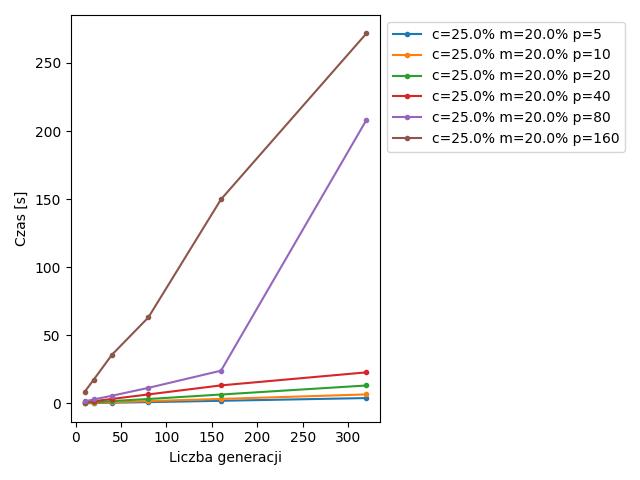 c=25.0% m=20.0% p=5
c=25.0% m=20.0% p=10
c=25.0% m=20.0% p=20
c=25.0% m=20.0% p=40
c=25.0% m=20.0% p=80
c=25.0% m=20.0% p=160
Czas [s]
250
200
150
100
50
0
0 50 100 150 200 250 300
Liczba generacji